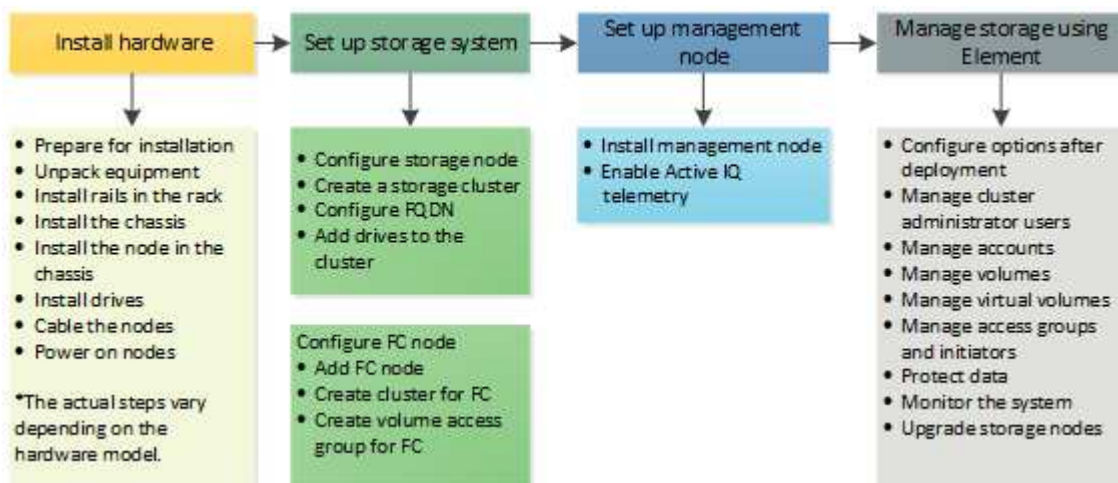 Install hardware
Set up storage system
Set up management
node
Manage storage using
Element
• Prepare for installation
• Unpack equipment
• Install rails in the rack
• Install the chassis
• Install the node in the
chassis
• Install drives
• Cable the nodes
• Power on nodes
*The actual steps vary
depending on the
hardware model.
• Configure storage node
• Create a storage cluster
• Configure FQDN
• Add drives to the
cluster
Configure FC node
• Add FC node
• Create cluster for FC
• Create volume access
group for FC
• Install management node
• Enable Active IQ
telemetry
• Configure options after
deployment
• Manage cluster
administrator users
• Manage accounts
• Manage volumes
• Manage virtual volumes
• Manage access groups
and initiators
• Protect data
• Monitor the system
• Upgrade storage nodes